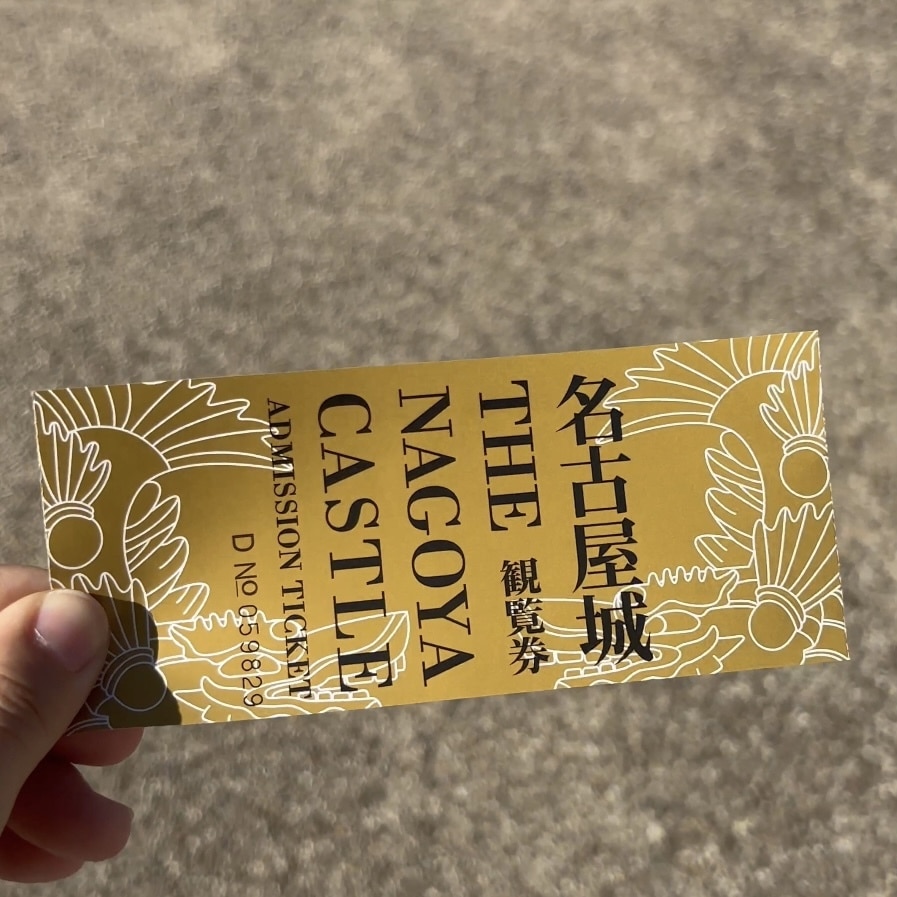 名古屋城
観覧券
THE
NAGOYA
CASTLE
ADMISSION TICKET
D No 059829